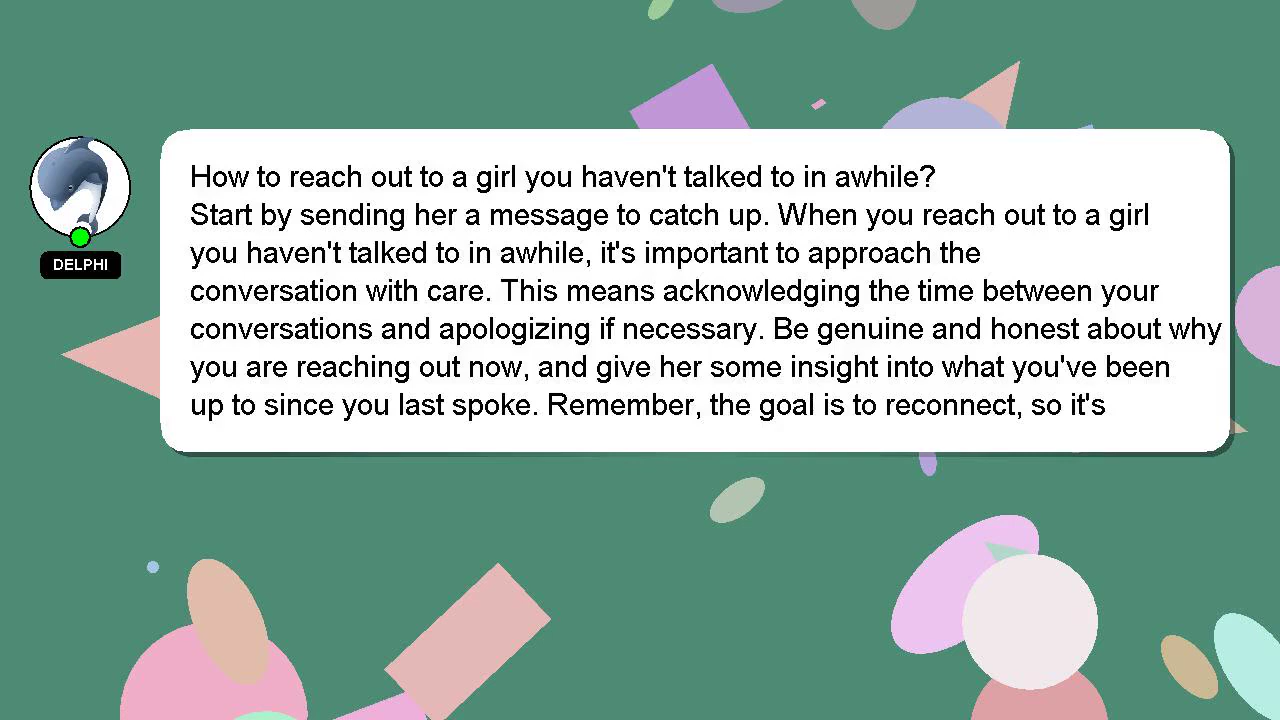 DELPHI
How to reach out to a girl you haven't talked to in awhile?
Start by sending her a message to catch up. When you reach out to a girl
you haven't talked to in awhile, it's important to approach the
conversation with care. This means acknowledging the time between your
conversations and apologizing if necessary. Be genuine and honest about why
you are reaching out now, and give her some insight into what you've been
up to since you last spoke. Remember, the goal is to reconnect, so it's